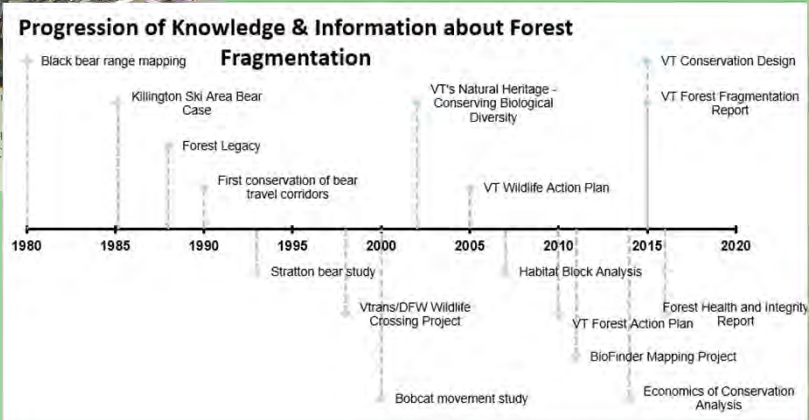 Progression of Knowledge & Information about Forest
Fragmentation
Black bear range mapping
VT Conservation Design
Killington Ski Area Bear
Case
VT's Natural Heritage -
Conserving Biological
Diversity
VT Forest Fragmentation
Report
Forest Legacy
First conservation of bear
travel corridors
VT Wildlife Action Plan
1980 1985 1990 1995 2000 2005 2010 2015 2020
Stratton bear study
Habitat Block Analysis
Vtrans/DFW Wildlife
Crossing Project
VT Forest Action Plan
Forest Health and Integrity
Report
BioFinder Mapping Project
Bobcat movement study
Economics of Conservation
Analysis